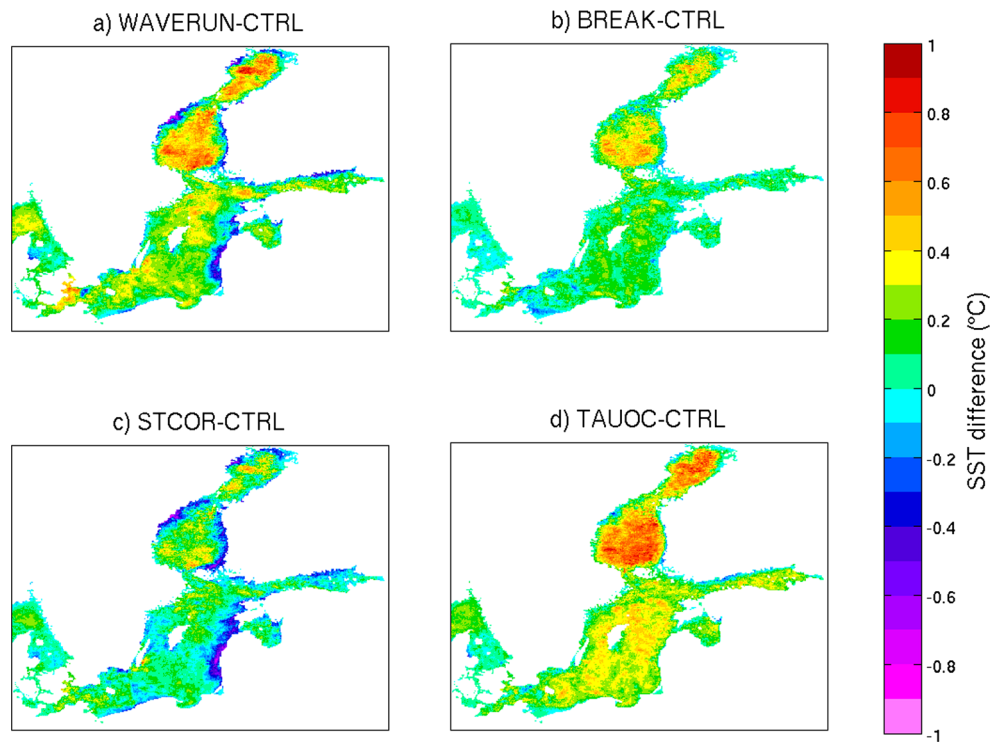 a) WAVERUN-CTRL
b) BREAK-CTRL
c) STCOR-CTRL
d) TAUOC-CTRL
1
0.8
0.6
0.4
0.2
0
-0.2
-0.4
-0.6
-0.8
-1
SST difference (°C)